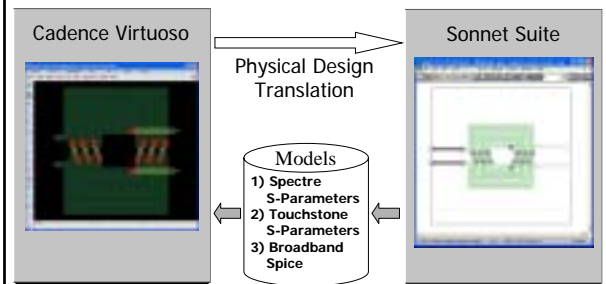 Cadence Virtuoso
Sonnet Suite
Physical Design
Translation
Models
1) Spectre
S-Parameters
2) Touchstone
S-Parameters
3) Broadband
Spice